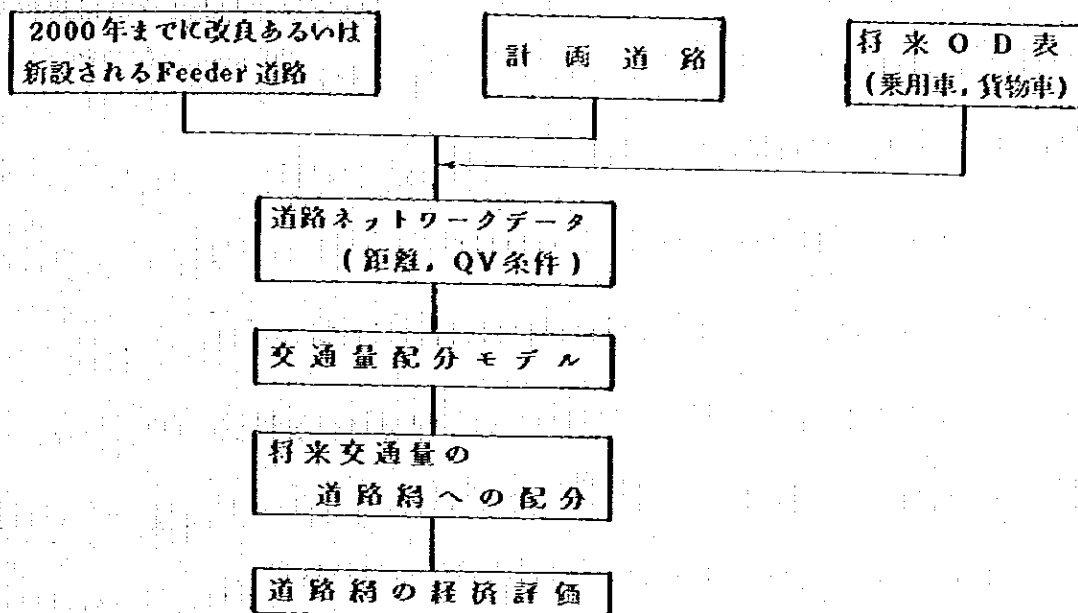 2000年までに改良あるいは
新設されるFeeder道路
計画道路
将来OD表
(乗用車,貨物車)
道路ネットワークデータ
(距離,QV条件)
交通量配分モデル
将来交通量の
道路網への配分
道路網の経済評価